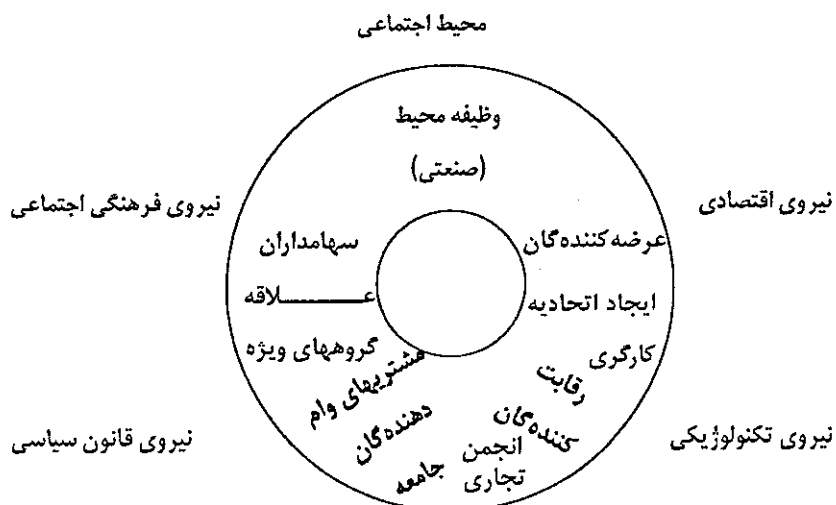 محیط اجتماعی
وظیفه محیط
(صنعتی)
نیروی اقتصادی
نیروی فرهنگی اجتماعی
عرضه‌کننده‌گان
سهامداران
ایجاد اتحادیه
عـــــــــلاقه
کارگری
گروههای ویژه
رقابت
کننده‌گان
مشتریهای وام
دهنده‌گان
انجمن
تجاری
جامعه
نیروی تکنولوژیکی
نیروی قانون سیاسی